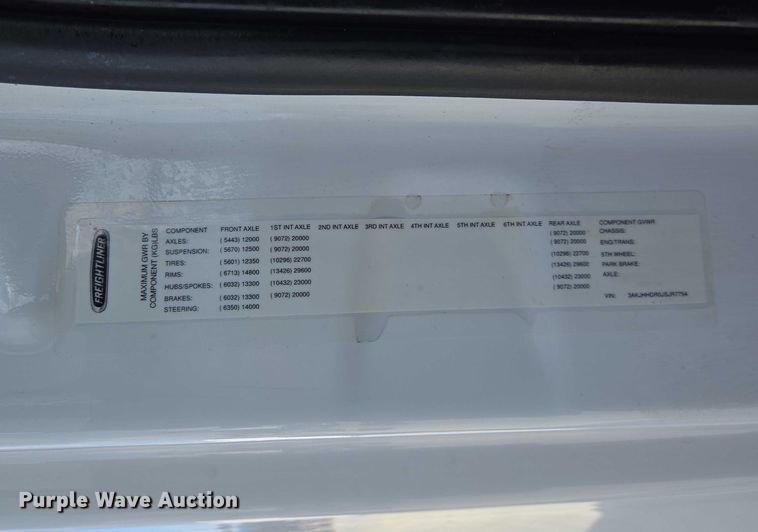 FREIGHTLINER
MAXIMUM GWR BY
COMPONENT (KG)LBS
COMPONENT FRONT AXLE 1ST INT AXLE 2ND INT AXLE 3RD INT AXLE 4TH INT AXLE 5TH INT AXLE 6TH INT AXLE REAR AXLE COMPONENT GVWR
AXLES: ( 5443) 12000 ( 9072) 20000 ( 9072) 20000 CHASSIS:
SUSPENSION: ( 5670) 12500 ( 9072) 20000 ( 9072) 20000 ENG/TRANS:
TIRES: ( 5601) 12350 (10296) 22700 (10296) 22700 5TH WHEEL:
RIMS: ( 6713) 14800 (13426) 29600 (13426) 29600 PARK BRAKE:
HUBS/SPOKES: ( 6032) 13300 (10432) 23000 (10432) 23000 AXLE:
BRAKES: ( 6032) 13300 ( 9072) 20000 ( 9072) 20000
STEERING: ( 6350) 14000 VIN:
Purple Wave Auction